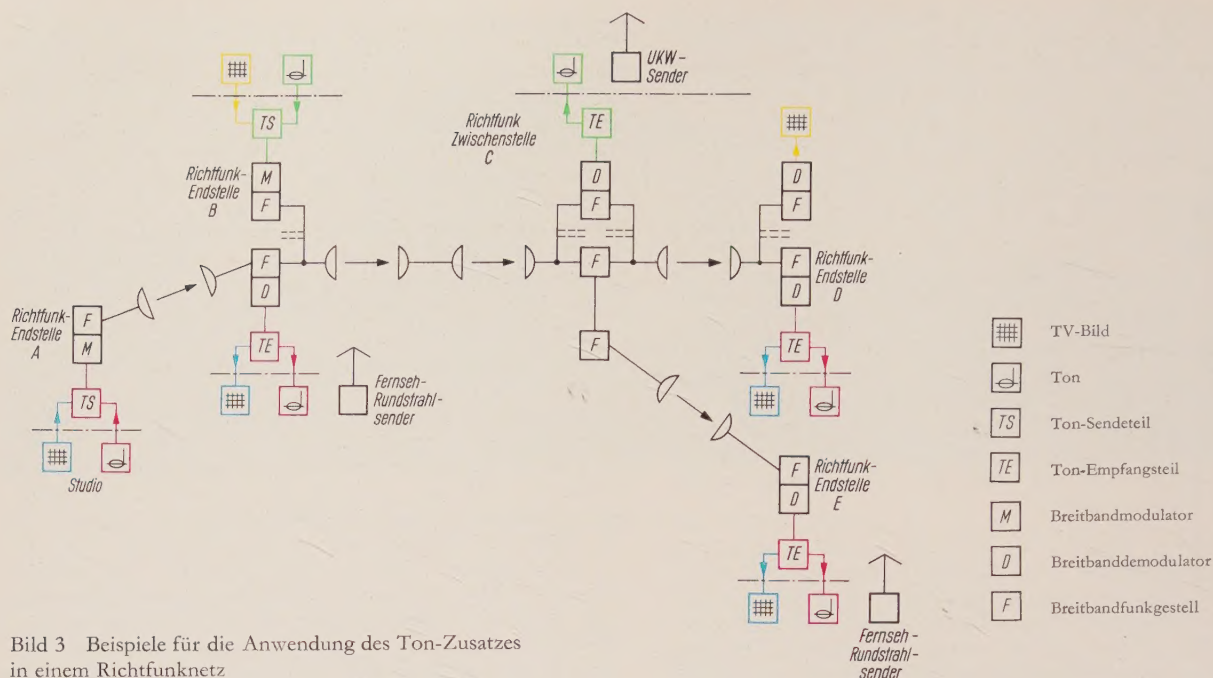 UKW-
Sender
TS
TE
Richtfunk
Zwischenstelle
C
Richtfunk-
Endstelle
B
M
F
D
F
D
F
F
D
F
F
D
Richtfunk-
Endstelle
D
Richtfunk-
Endstelle
A
F
M
F
TE
TE
Fernseh-
Rundstrahl-
sender
TS
Studio
F
D
Richtfunk-
Endstelle
E
TE
Fernseh-
Rundstrahl-
sender
TV-Bild
Ton
TS Ton-Sendeteil
TE Ton-Empfangsteil
M Breitbandmodulator
D Breitbanddemodulator
F Breitbandfunkgestell
Bild 3 Beispiele für die Anwendung des Ton-Zusatzes
in einem Richtfunknetz